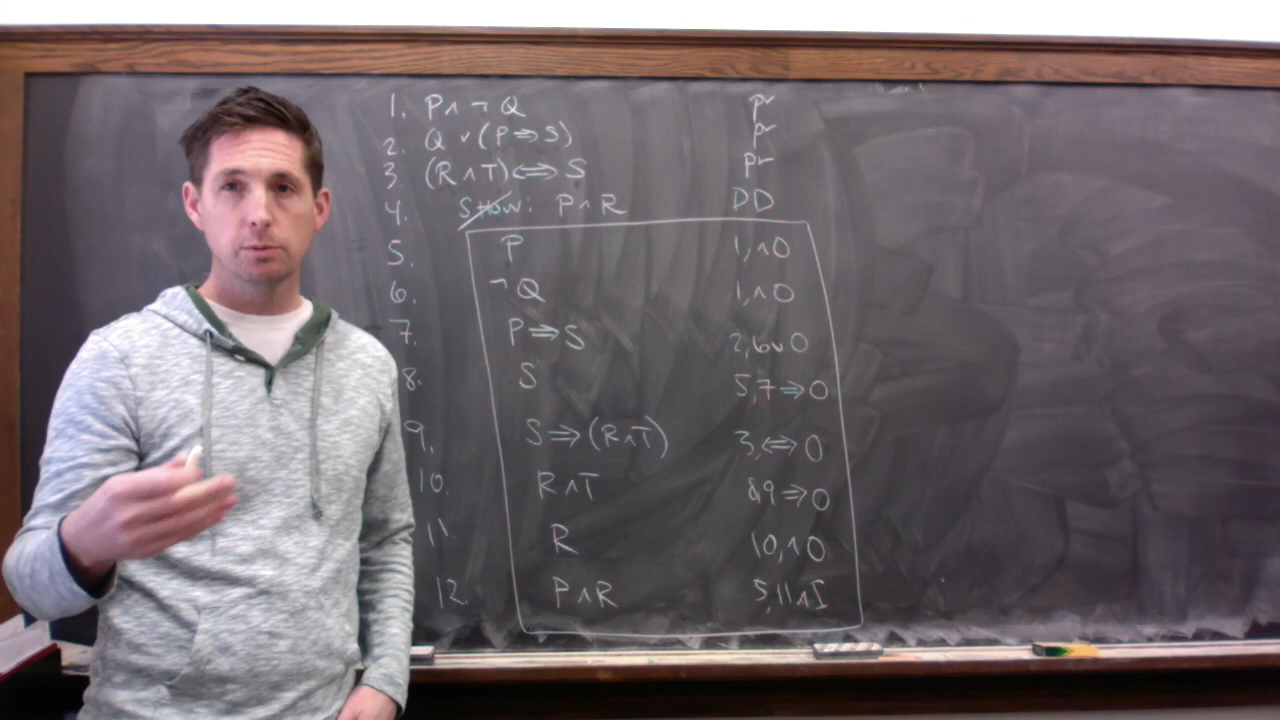 1. P ∧ ¬ Q pr
2. Q ∨ (P ⇒ S) pr
3. (R ∧ T) ⇔ S pr
4. Show: P ∧ R DD
5. P 1, ∧O
6. ¬ Q 1, ∧O
7. P ⇒ S 2, 6 ∨O
8. S 5, 7 ⇒O
9. S ⇒ (R ∧ T) 3, ⇔O
10. R ∧ T 8, 9 ⇒O
11. R 10, ∧O
12. P ∧ R 5, 11 ∧I